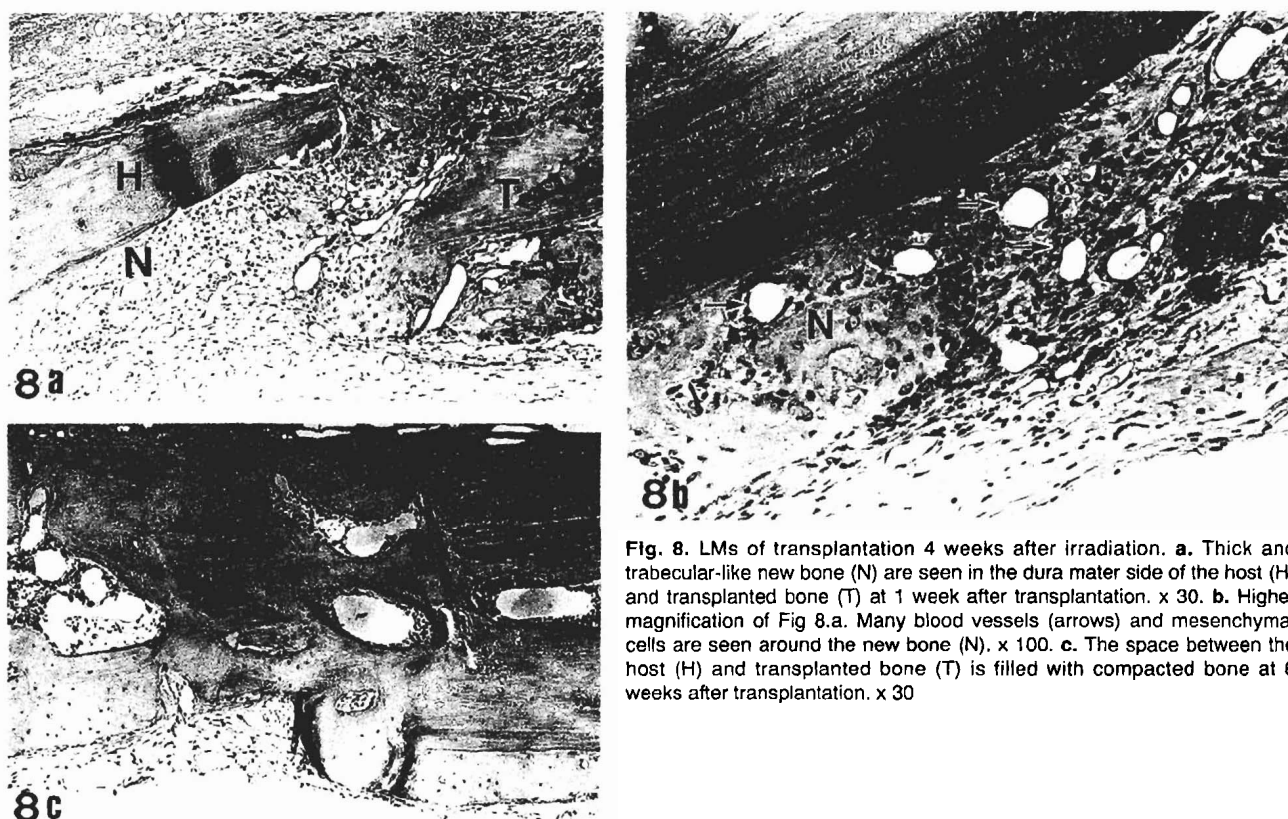 H
T
N
8a
N
8b
8c
Fig. 8. LMs of transplantation 4 weeks after irradiation. a. Thick and
trabecular-like new bone (N) are seen in the dura mater side of the host (H)
and transplanted bone (T) at 1 week after transplantation. x 30. b. Higher
magnification of Fig 8.a. Many blood vessels (arrows) and mesenchymal
cells are seen around the new bone (N). x 100. c. The space between the
host (H) and transplanted bone (T) is filled with compacted bone at
weeks after transplantation. x 30